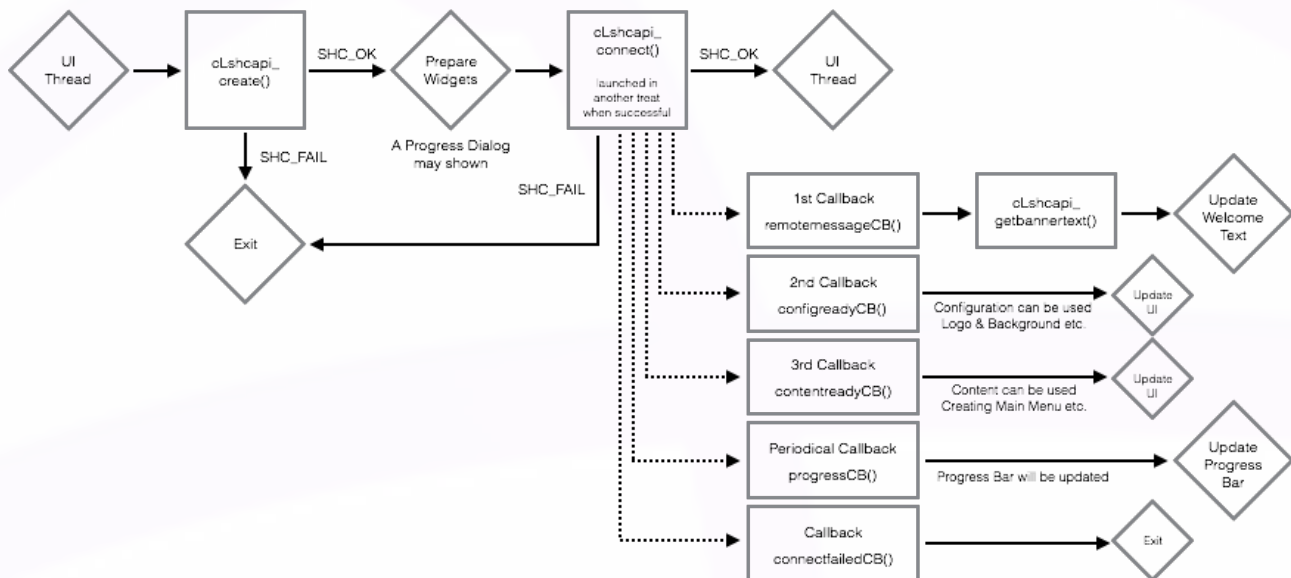 UI
Thread
cLshcapi_
create()
SHC_OK
SHC_FAIL
Exit
Prepare
Widgets
A Progress Dialog
may shown
cLshcapi_
connect()
launched in
another treat
when successful
SHC_OK
SHC_FAIL
UI
Thread
1st Callback
remotemessageCB()
cLshcapi_
getbannertext()
Update
Welcome
Text
2nd Callback
configreadyCB()
Configuration can be used
Logo & Background etc.
Update
UI
3rd Callback
contentreadyCB()
Content can be used
Creating Main Menu etc.
Update
UI
Periodical Callback
progressCB()
Progress Bar will be updated
Update
Progress
Bar
Callback
connectfailedCB()
Exit